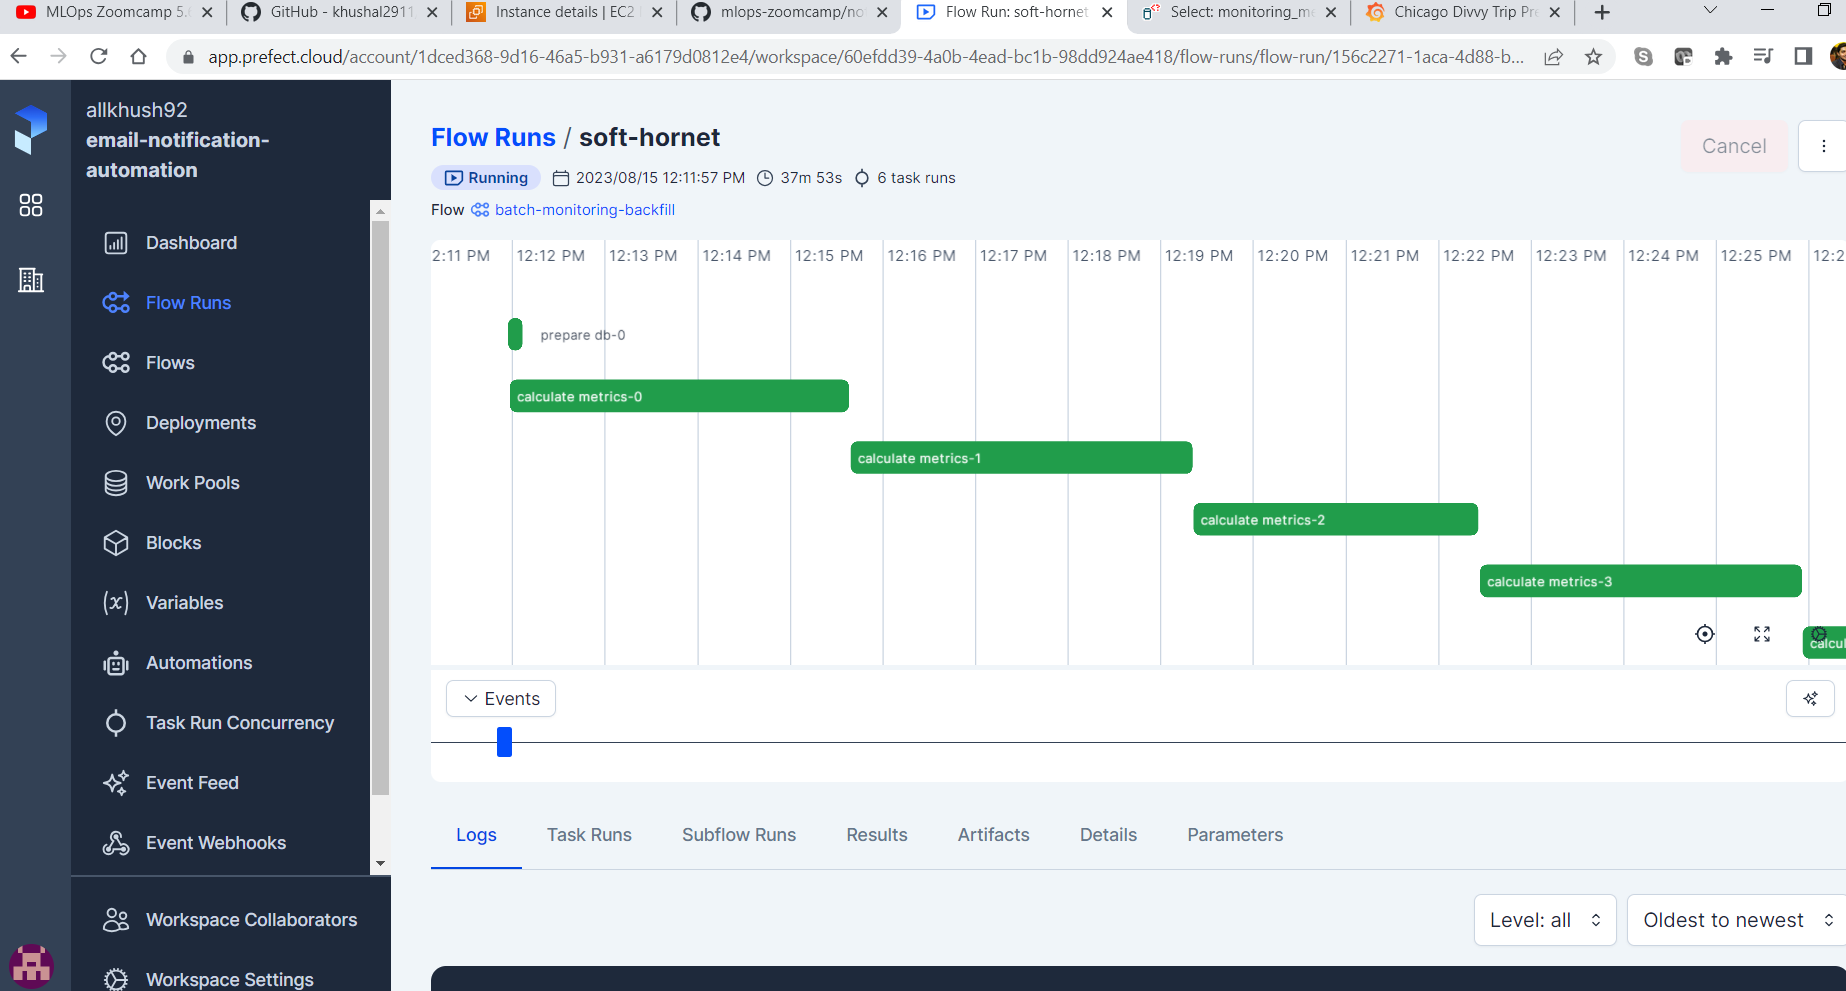 MLOps Zoomcamp 5.
GitHub - khushal2911
Instance details | EC2
mlops-zoomcamp/no
Flow Run: soft-hornet
Select: monitoring_m
Chicago Divvy Trip Pr
app.prefect.cloud/account/1dced368-9d16-46a5-b931-a6179d0812e4/workspace/60efdd39-4a0b-4ead-bc1b-98dd924ae418/flow-runs/flow-run/156c2271-1aca-4d88-b...
allkhush92
email-notification-
automation
Dashboard
Flow Runs
Flows
Deployments
Work Pools
Blocks
Variables
Automations
Task Run Concurrency
Event Feed
Event Webhooks
Workspace Collaborators
Workspace Settings
Flow Runs / soft-hornet
Cancel
Running 2023/08/15 12:11:57 PM 37m 53s 6 task runs
Flow batch-monitoring-backfill
2:11 PM 12:12 PM 12:13 PM 12:14 PM 12:15 PM 12:16 PM 12:17 PM 12:18 PM 12:19 PM 12:20 PM 12:21 PM 12:22 PM 12:23 PM 12:24 PM 12:25 PM 12:2
prepare db-0
calculate metrics-0
calculate metrics-1
calculate metrics-2
calculate metrics-3
calcul
Events
Logs Task Runs Subflow Runs Results Artifacts Details Parameters
Level: all Oldest to newest